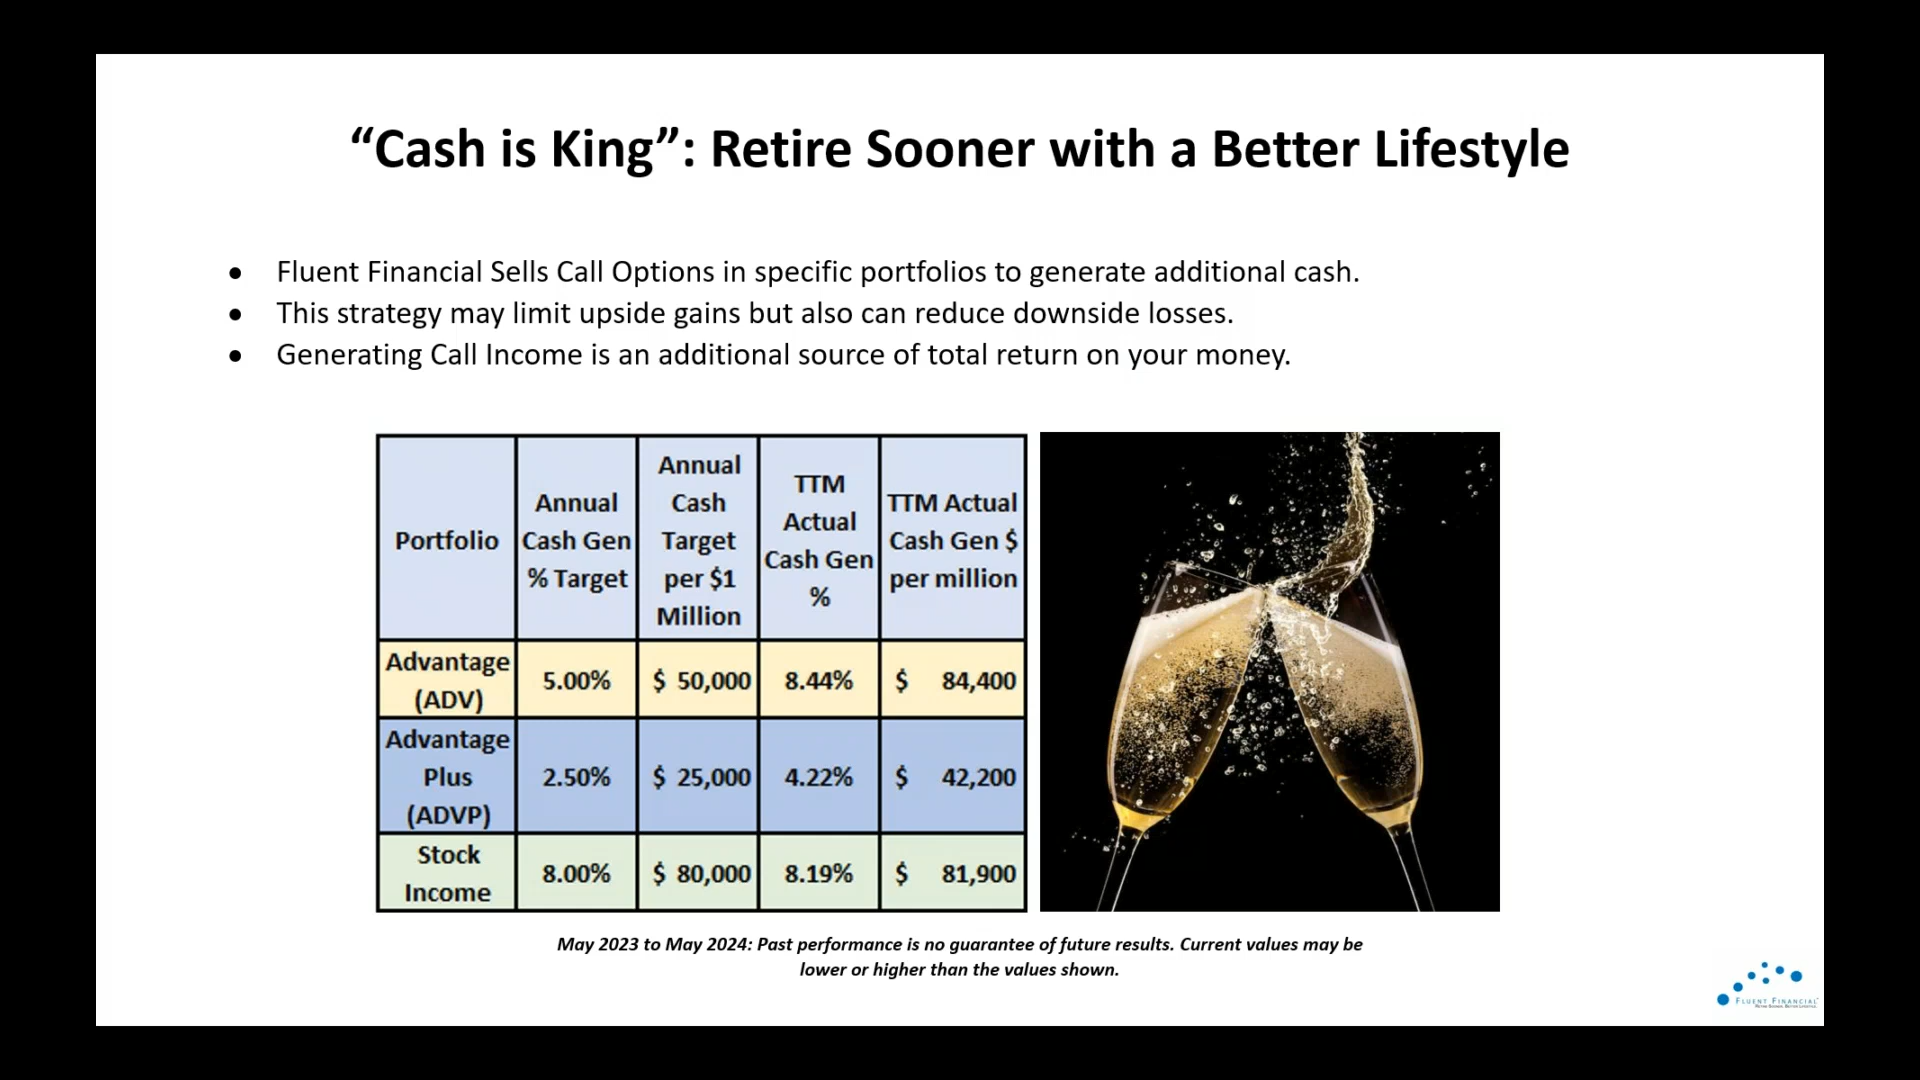 “Cash is King”: Retire Sooner with a Better Lifestyle
● Fluent Financial Sells Call Options in specific portfolios to generate additional cash.
● This strategy may limit upside gains but also can reduce downside losses.
● Generating Call Income is an additional source of total return on your money.
Portfolio
Annual
Cash Gen
% Target
Annual
Cash
Target
per $1
Million
TTM
Actual
Cash Gen
%
TTM Actual
Cash Gen $
per million
Advantage
(ADV)
5.00%
$ 50,000
8.44%
$ 84,400
Advantage
Plus
(ADVP)
2.50%
$ 25,000
4.22%
$ 42,200
Stock
Income
8.00%
$ 80,000
8.19%
$ 81,900
May 2023 to May 2024: Past performance is no guarantee of future results. Current values may be
lower or higher than the values shown.
FLUENT FINANCIAL
RETIRE SOONER. BETTER LIFESTYLE.